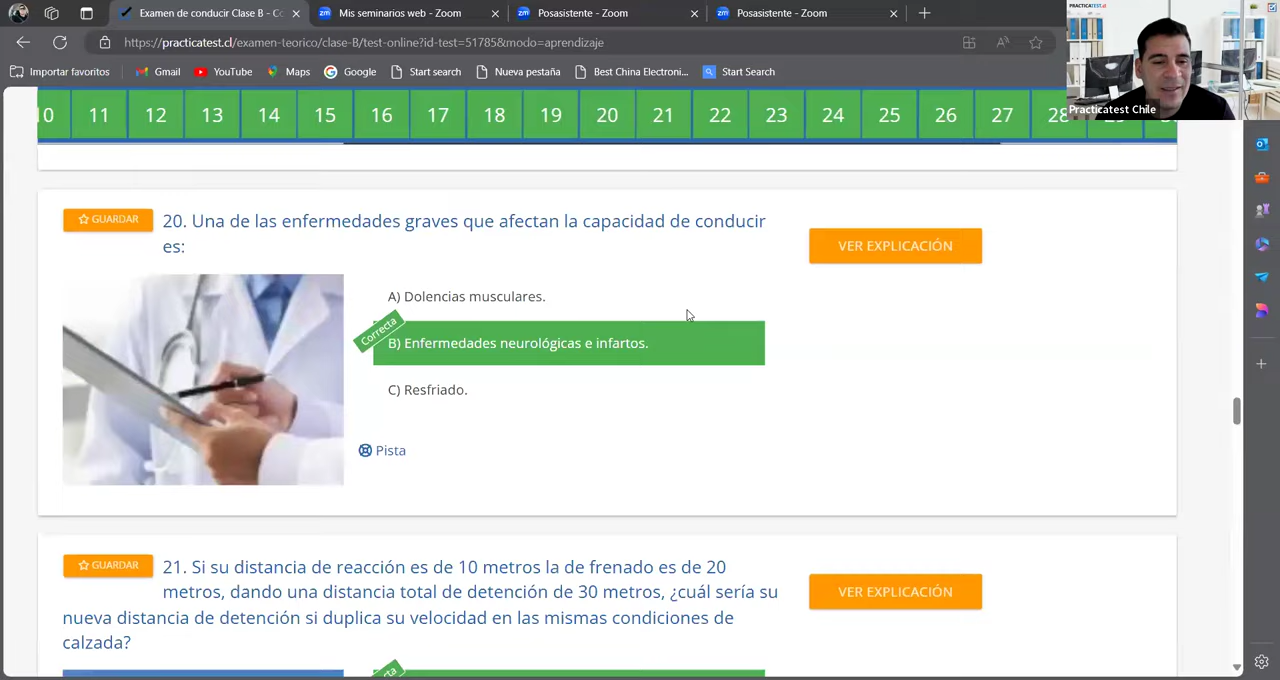 Examen de conducir Clase B - Co
Mis seminarios web - Zoom
Posasistente - Zoom
Posasistente - Zoom
https://practicatest.cl/examen-teorico/clase-B/test-online?id-test=51785&modo=aprendizaje
Importar favoritos
Gmail
YouTube
Maps
Google
Start search
Nueva pestaña
Best China Electroni...
Start Search
PRACTICATEST.cl
Practicatest Chile
10 11 12 13 14 15 16 17 18 19 20 21 22 23 24 25 26 27 28
GUARDAR
20. Una de las enfermedades graves que afectan la capacidad de conducir
es:
VER EXPLICACIÓN
A) Dolencias musculares.
Correcta
B) Enfermedades neurológicas e infartos.
C) Resfriado.
Pista
GUARDAR
21. Si su distancia de reacción es de 10 metros la de frenado es de 20
metros, dando una distancia total de detención de 30 metros, ¿cuál sería su
nueva distancia de detención si duplica su velocidad en las mismas condiciones de
calzada?
VER EXPLICACIÓN